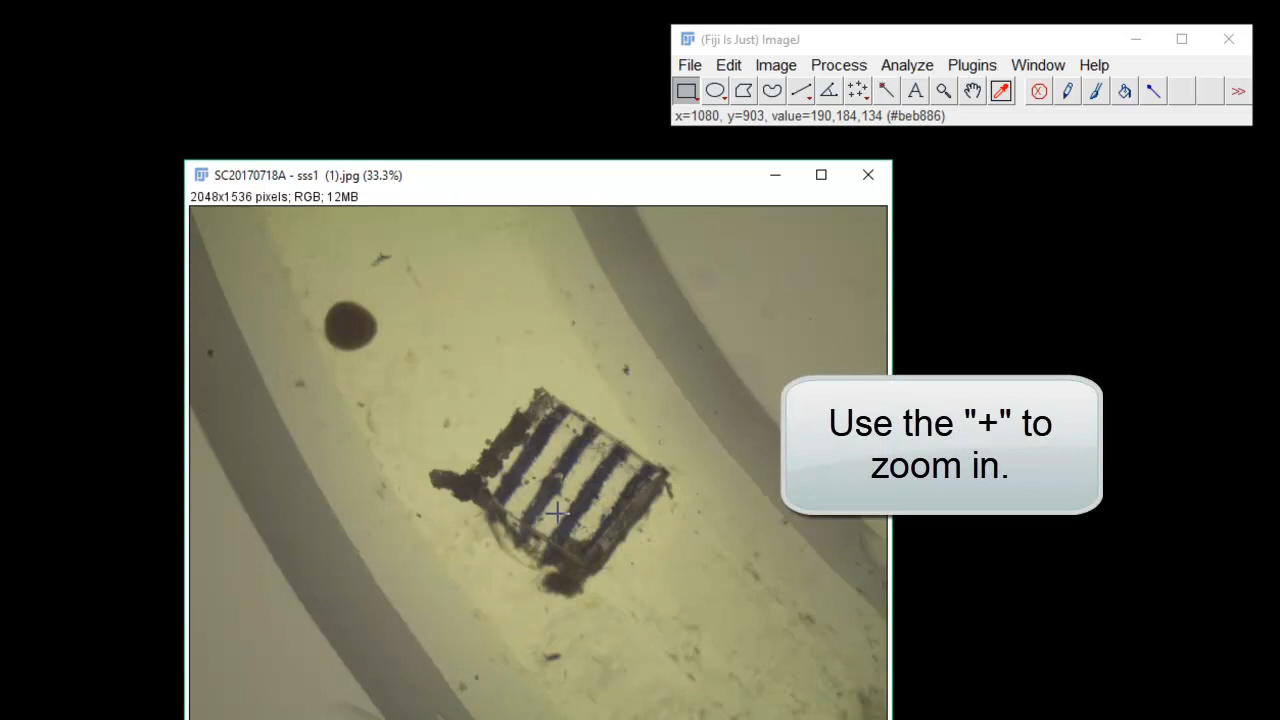 (Fiji Is Just) ImageJ
File Edit Image Process Analyze Plugins Window Help
A >>
x=1080, y=903, value=190,184,134 (#beb886)
SC20170718A - sss1 (1).jpg (33.3%)
2048x1536 pixels; RGB; 12MB
Use the "+" to
zoom in.